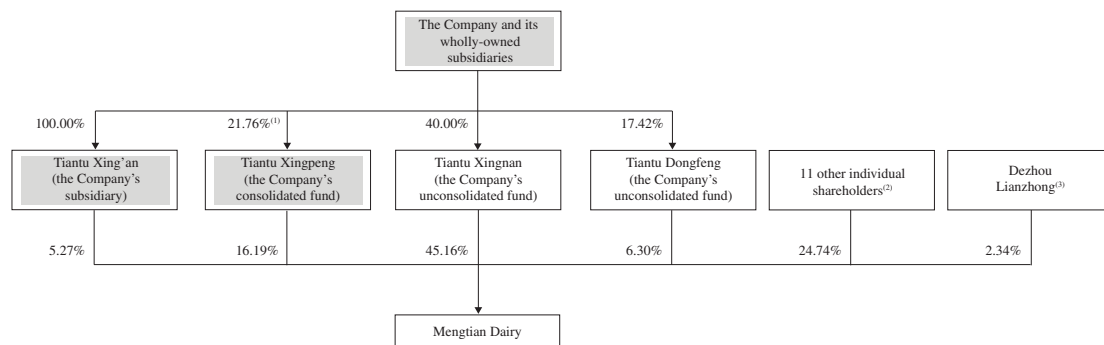 The Company and its
wholly-owned
subsidiaries
100.00%
21.76%(1)
40.00%
17.42%
Tiantu Xing’an
(the Company’s
subsidiary)
Tiantu Xingpeng
(the Company’s
consolidated fund)
Tiantu Xingnan
(the Company’s
unconsolidated fund)
Tiantu Dongfeng
(the Company’s
unconsolidated fund)
11 other individual
shareholders(2)
Dezhou
Lianzhong(3)
5.27%
16.19%
45.16%
6.30%
24.74%
2.34%
Mengtian Dairy